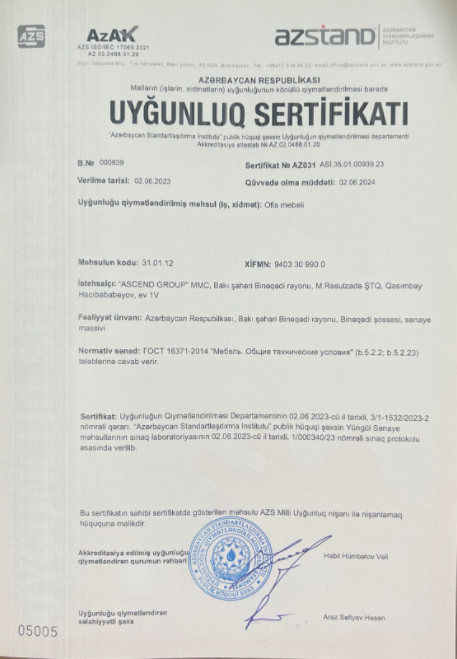 AZS
AzAK
AZS ISO/IEC 17065:2021
AZ 02.0488.01.20
azstand
AZƏRBAYCAN
STANDARTLAŞDIRMA
İNSTİTUTU
AZƏRBAYCAN RESPUBLİKASI
Malların (işlərin, xidmətlərin) uyğunluğunun könüllü qiymətləndirilməsi barədə
UYĞUNLUQ SERTİFİKATI
"Azərbaycan Standartlaşdırma İnstitutu" publik hüquqi şəxsin Uyğunluğun qiymətləndirilməsi departamenti
Akkreditasiya attestatı № AZ 02.0488.01.20
B.№ 000939
Sertifikat № AZ031 ASİ.35.01.00939.23
Verilmə tarixi: 02.06.2023
Qüvvədə olma müddəti: 02.06.2024
Uyğunluğu qiymətləndirilmiş məhsul (iş, xidmət): Ofis mebeli
Məhsulun kodu: 31.01.12
XİFMN: 9403 30 990 0
İstehsalçı: "ASCEND GROUP" MMC, Bakı şəhəri Binəqədi rayonu, M.Rəsulzadə ŞTQ, Qasımbəy
Hacıbababəyov, ev 1V
Fəaliyyət ünvanı: Azərbaycan Respublikası, Bakı şəhəri Binəqədi rayonu, Binəqədi şossesi, sənaye
massivi
Normativ sənəd: ГОСТ 16371-2014 "Мебель. Общие технические условия" (b.5.2.2; b.5.2.23)
tələblərinə cavab verir.
Sertifikat: Uyğunluğun Qiymətləndirilməsi Departamentinin 02.06.2023-cü il tarixli, 3/1-1532/2023-2
nömrəli qərarı. "Azərbaycan Standartlaşdırma İnstitutu" publik hüquqi şəxsin Yüngül Sənaye
məhsullarının sınaq laboratoriyasının 02.06.2023-cü il tarixli, 1/000340/23 nömrəli sınaq protokolu
əsasında verilib.
Bu sertifikatın sahibi sertifikatda göstərilən məhsulu AZS Milli Uyğunluq nişanı ilə nişanlamaq
hüququna malikdir.
Akkreditasiya edilmiş uyğunluğu
qiymətləndirən qurumun rəhbəri
Habil Hümbətov Vəli
Uyğunluğu qiymətləndirən
səlahiyyətli şəxs
Araz Səfiyev Həsən
05005